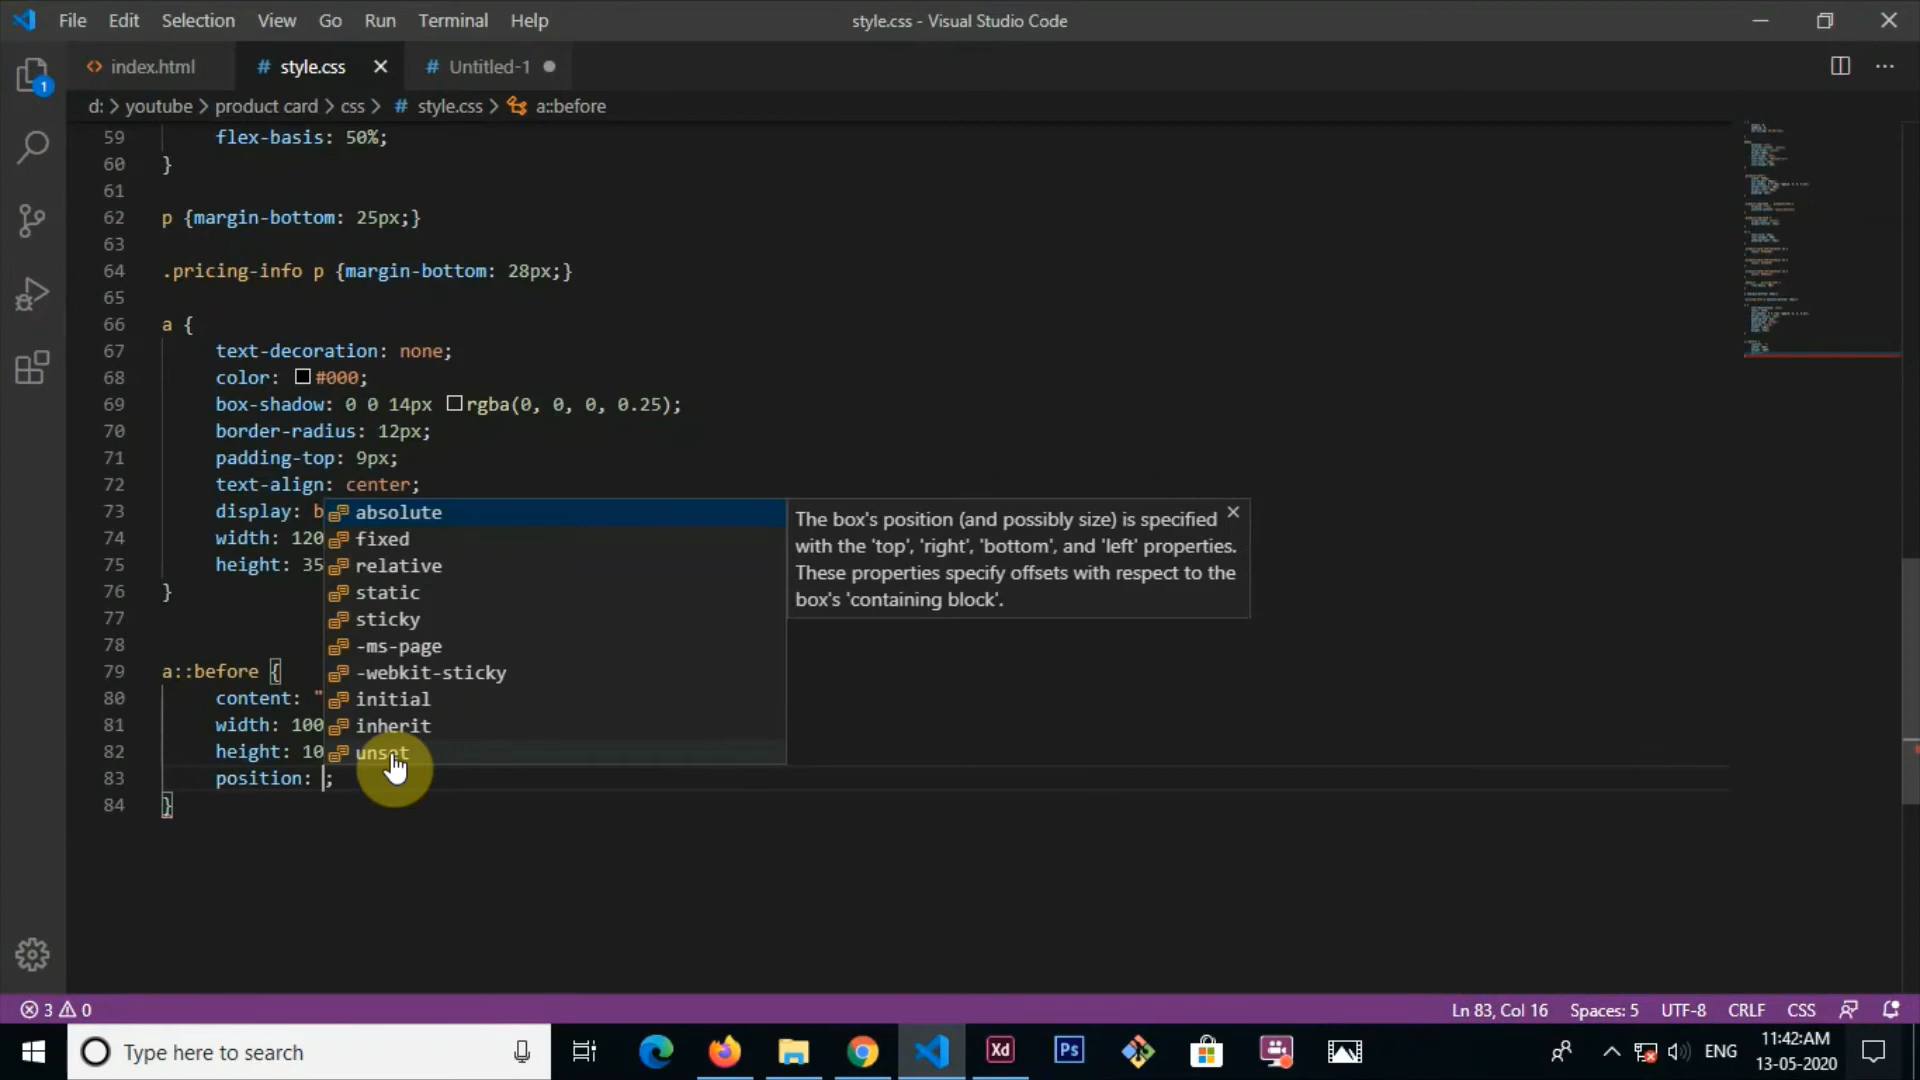 File Edit Selection View Go Run Terminal Help
style.css - Visual Studio Code
index.html
# style.css
# Untitled-1
d: > youtube > product card > css > # style.css > a::before
59 flex-basis: 50%;
60 }
61
62 p {margin-bottom: 25px;}
63
64 .pricing-info p {margin-bottom: 28px;}
65
66 a {
67 text-decoration: none;
68 color: #000;
69 box-shadow: 0 0 14px rgba(0, 0, 0, 0.25);
70 border-radius: 12px;
71 padding-top: 9px;
72 text-align: center;
73 display: b
74 width: 120
75 height: 35
76 }
77
78
79 a::before {
80 content: "
81 width: 100
82 height: 10
83 position: ;
84 }
absolute
fixed
relative
static
sticky
-ms-page
-webkit-sticky
initial
inherit
unset
The box's position (and possibly size) is specified
with the 'top', 'right', 'bottom', and 'left' properties.
These properties specify offsets with respect to the
box's 'containing block'.
1
3 0
Ln 83, Col 16 Spaces: 5 UTF-8 CRLF CSS
Type here to search
Xd
Ps
ENG
11:42:AM
13-05-2020